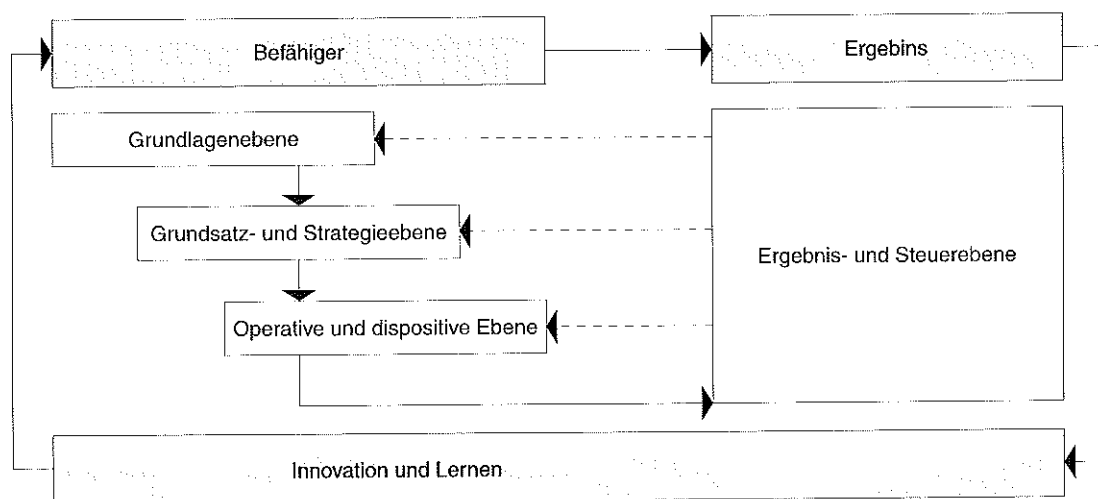 Befähiger
Ergebins
Grundlagenebene
Grundsatz- und Strategieebene
Ergebnis- und Steuerebene
Operative und dispositive Ebene
Innovation und Lernen